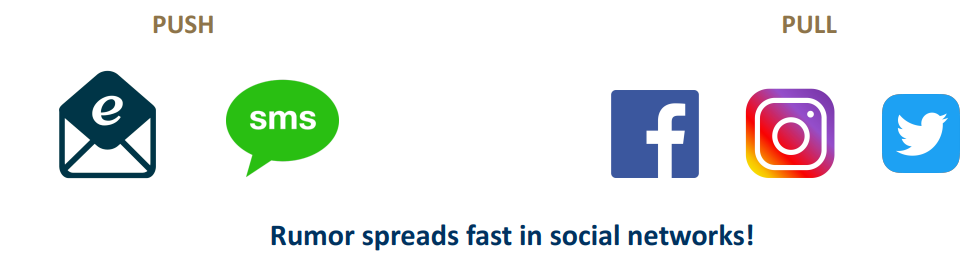 PUSH PULL
e sms f
Rumor spreads fast in social networks!